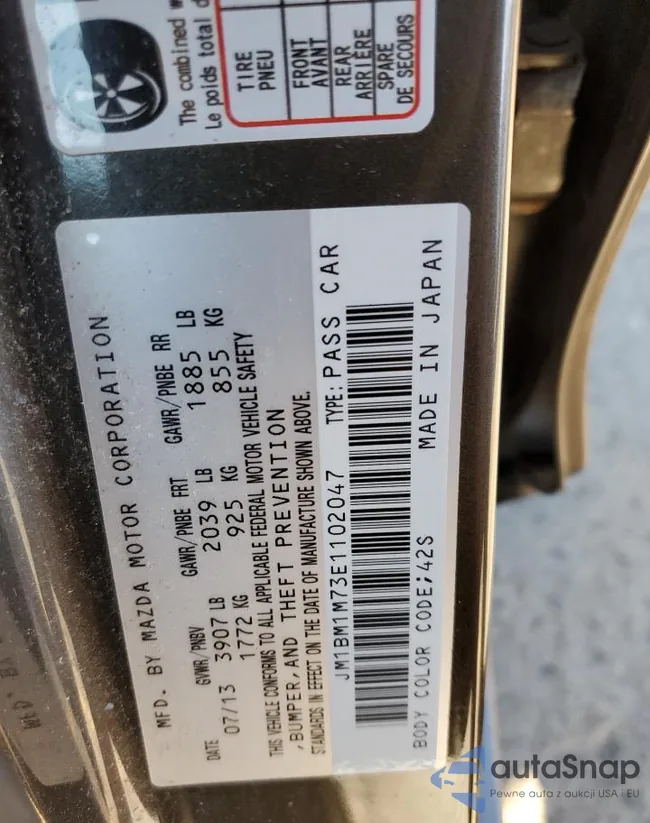 The combined w
Le poids total d
TIRE
PNEU
FRONT
AVANT
REAR
ARRIÈRE
SPARE
DE SECOURS
MFD. BY MAZDA MOTOR CORPORATION
DATE GVWR/PNBV GAWR/PNBE FRT GAWR/PNBE RR
07/13 3907 LB 2039 LB 1885 LB
1772 KG 925 KG 855 KG
THIS VEHICLE CONFORMS TO ALL APPLICABLE FEDERAL MOTOR VEHICLE SAFETY
,BUMPER,AND THEFT PREVENTION
STANDARDS IN EFFECT ON THE DATE OF MANUFACTURE SHOWN ABOVE.
JM1BM1M73E1102047 TYPE: PASS CAR
BODY COLOR CODE;42S MADE IN JAPAN
autaSnap
Pewne auta z aukcji USA i EU